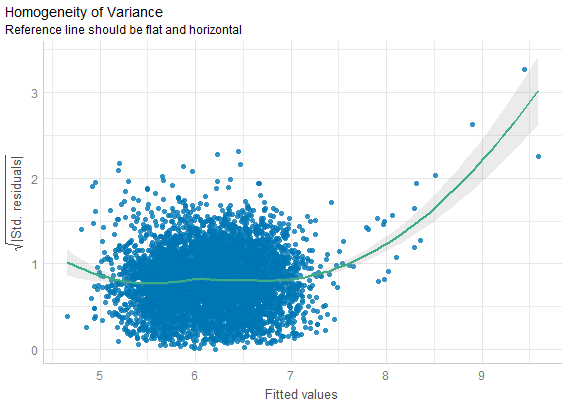 Homogeneity of Variance
Reference line should be flat and horizontal
√|Std. residuals|
3
2
1
0
5 6 7 8 9
Fitted values